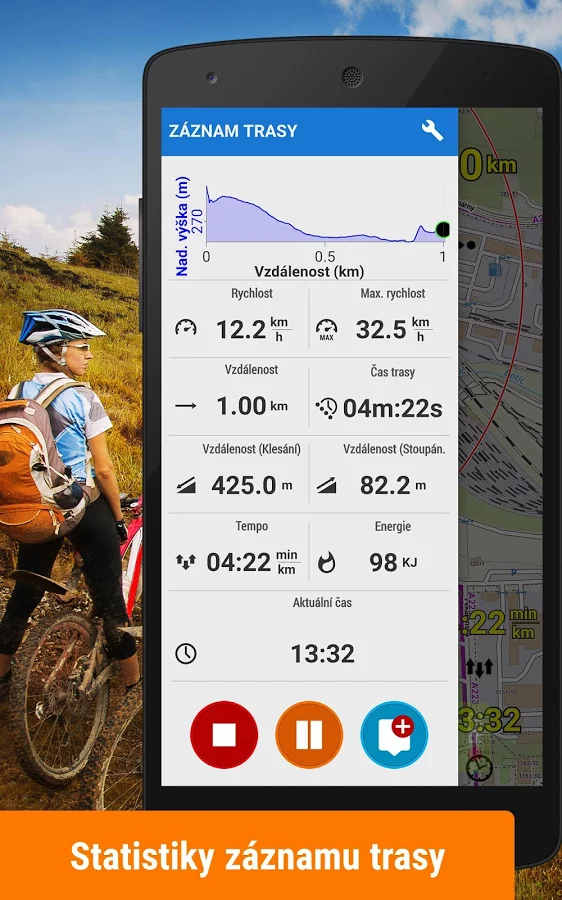 ZÁZNAM TRASY
Nad. výška (m)
270
0 0.5 1
Vzdálenost (km)
0 km
Rychlost Max. rychlost
12.2 km/h MAX 32.5 km/h
Vzdálenost Čas trasy
1.00 km 04m:22s
Vzdálenost (Klesání) Vzdálenost (Stoupán.
425.0 m 82.2 m
Tempo Energie
04:22 min/km 98 KJ
:22 min/km
Aktuální čas
13:32
3:32
A223
Statistiky záznamu trasy